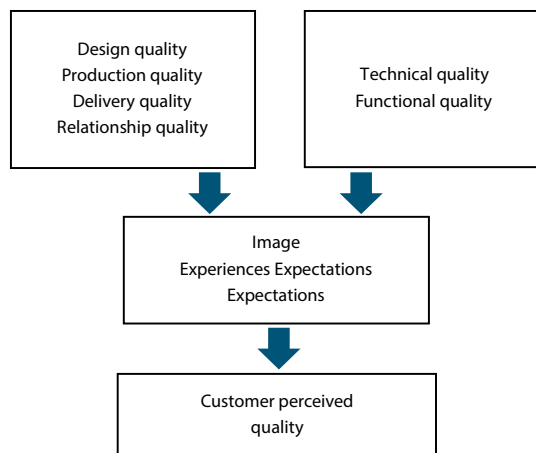 Design quality
Production quality
Delivery quality
Relationship quality
Technical quality
Functional quality
Image
Experiences Expectations
Expectations
Customer perceived
quality